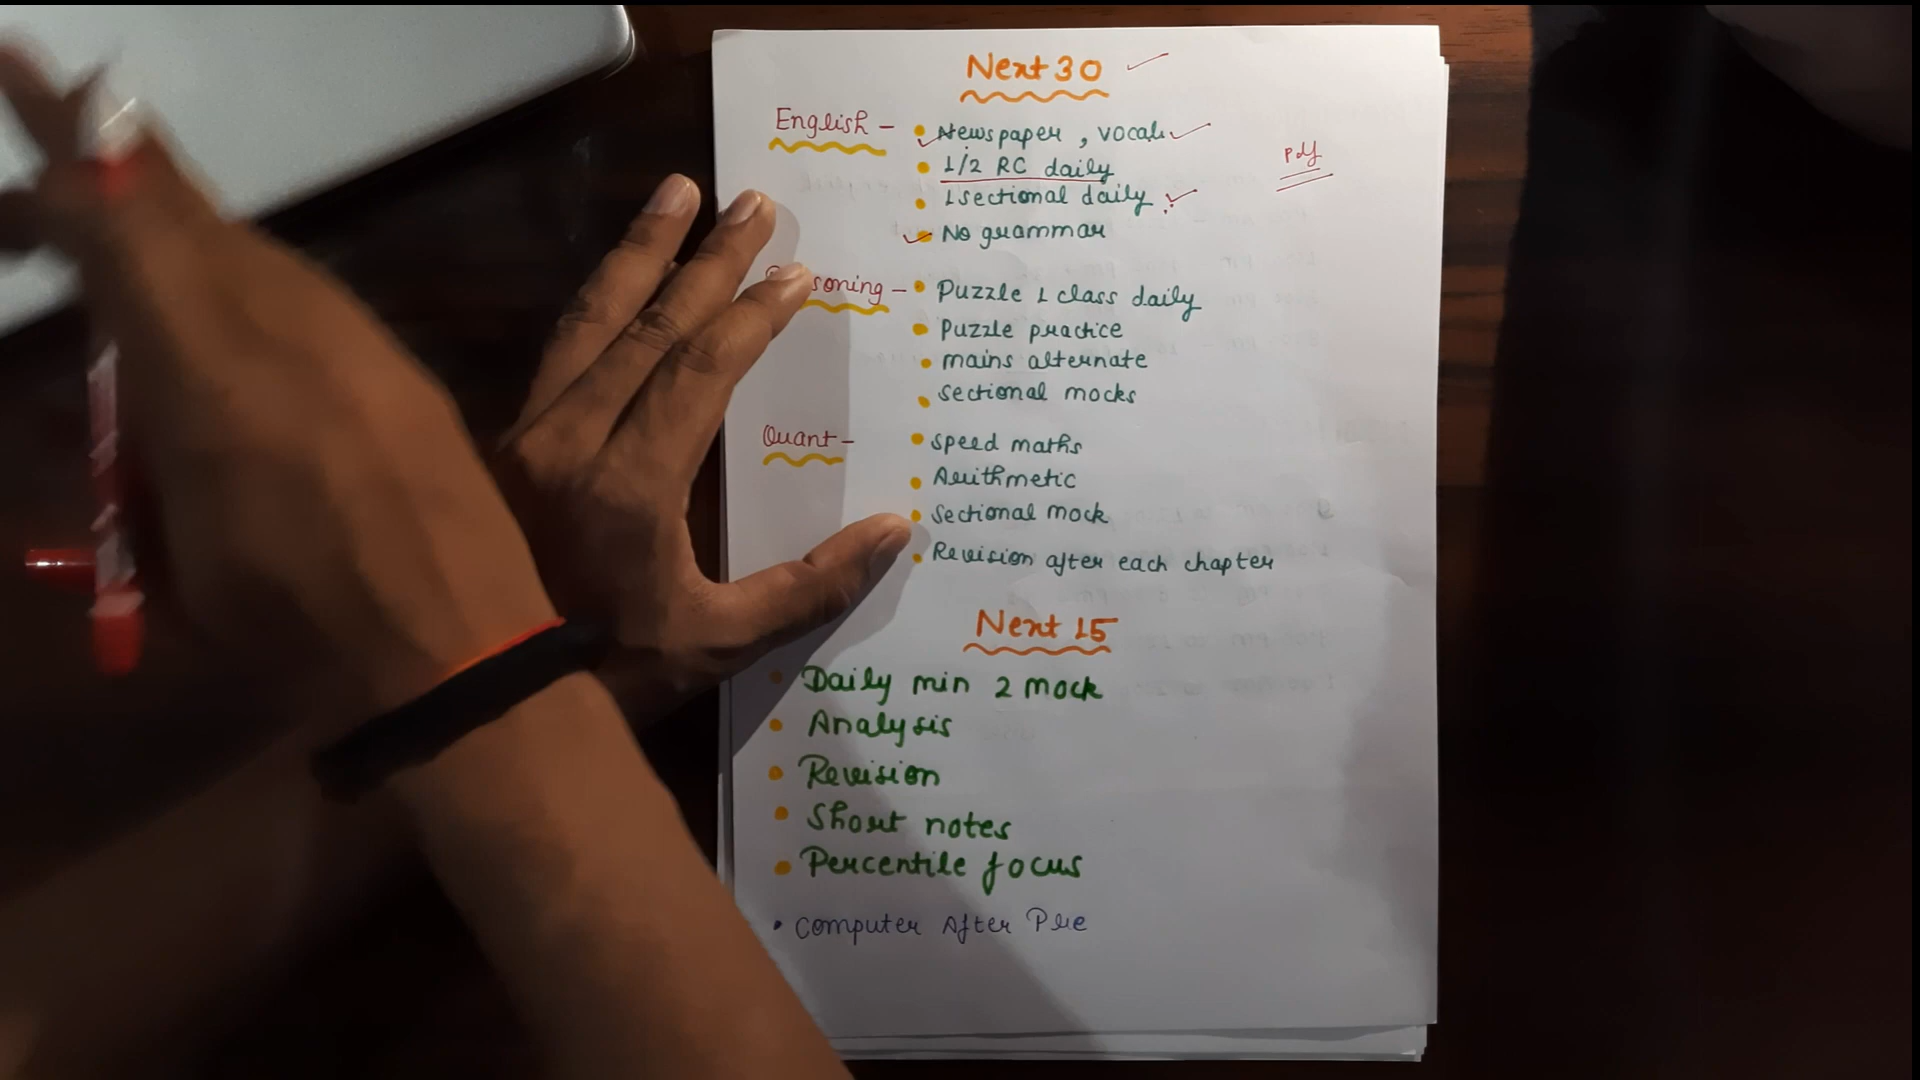 Next 30
English - Newspaper, vocab
1/2 RC daily
pdf
1 sectional daily
No grammar
soning - Puzzle 1 class daily
Puzzle practice
mains alternate
sectional mocks
Quant - speed maths
Arithmetic
Sectional mock
Revision after each chapter
Next 15
Daily min 2 mock
Analysis
Revision
Short notes
Percentile focus
Computer After Pre